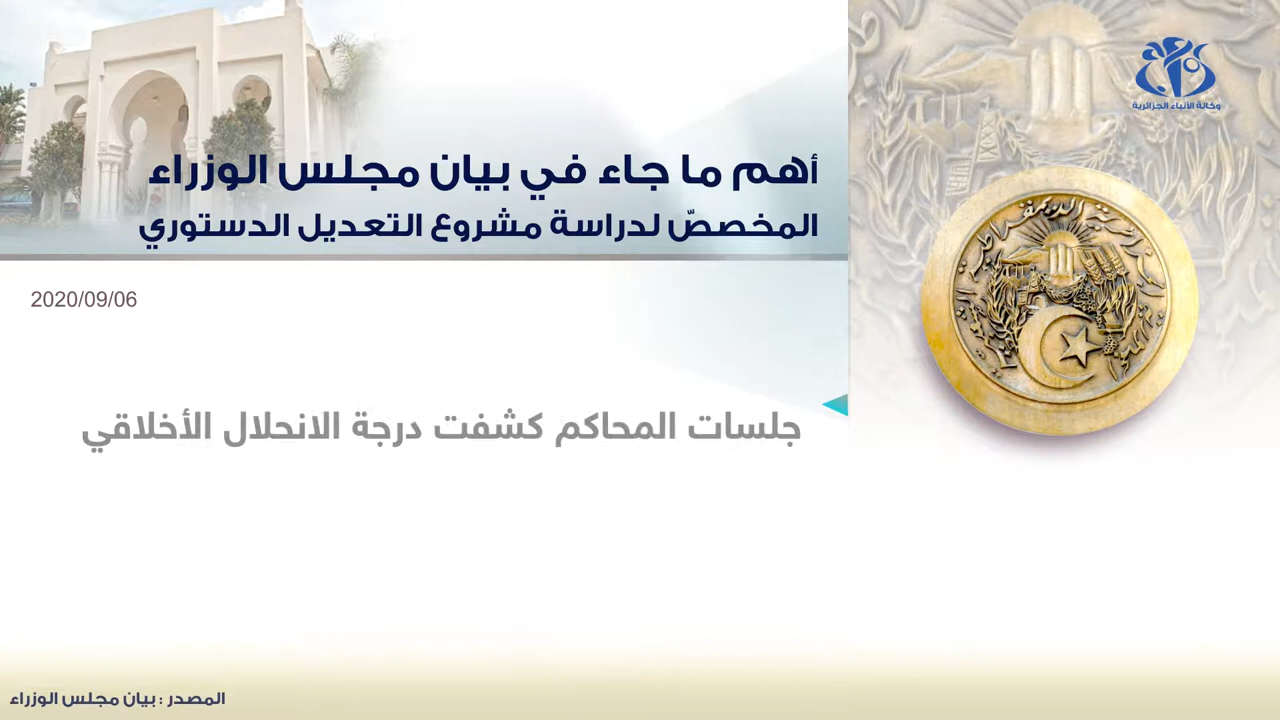 وكالة الأنباء الجزائرية
أهم ما جاء في بيان مجلس الوزراء
المخصصّ لدراسة مشروع التعديل الدستوري
2020/09/06
جلسات المحاكم كشفت درجة الانحلال الأخلاقي
المصدر : بيان مجلس الوزراء